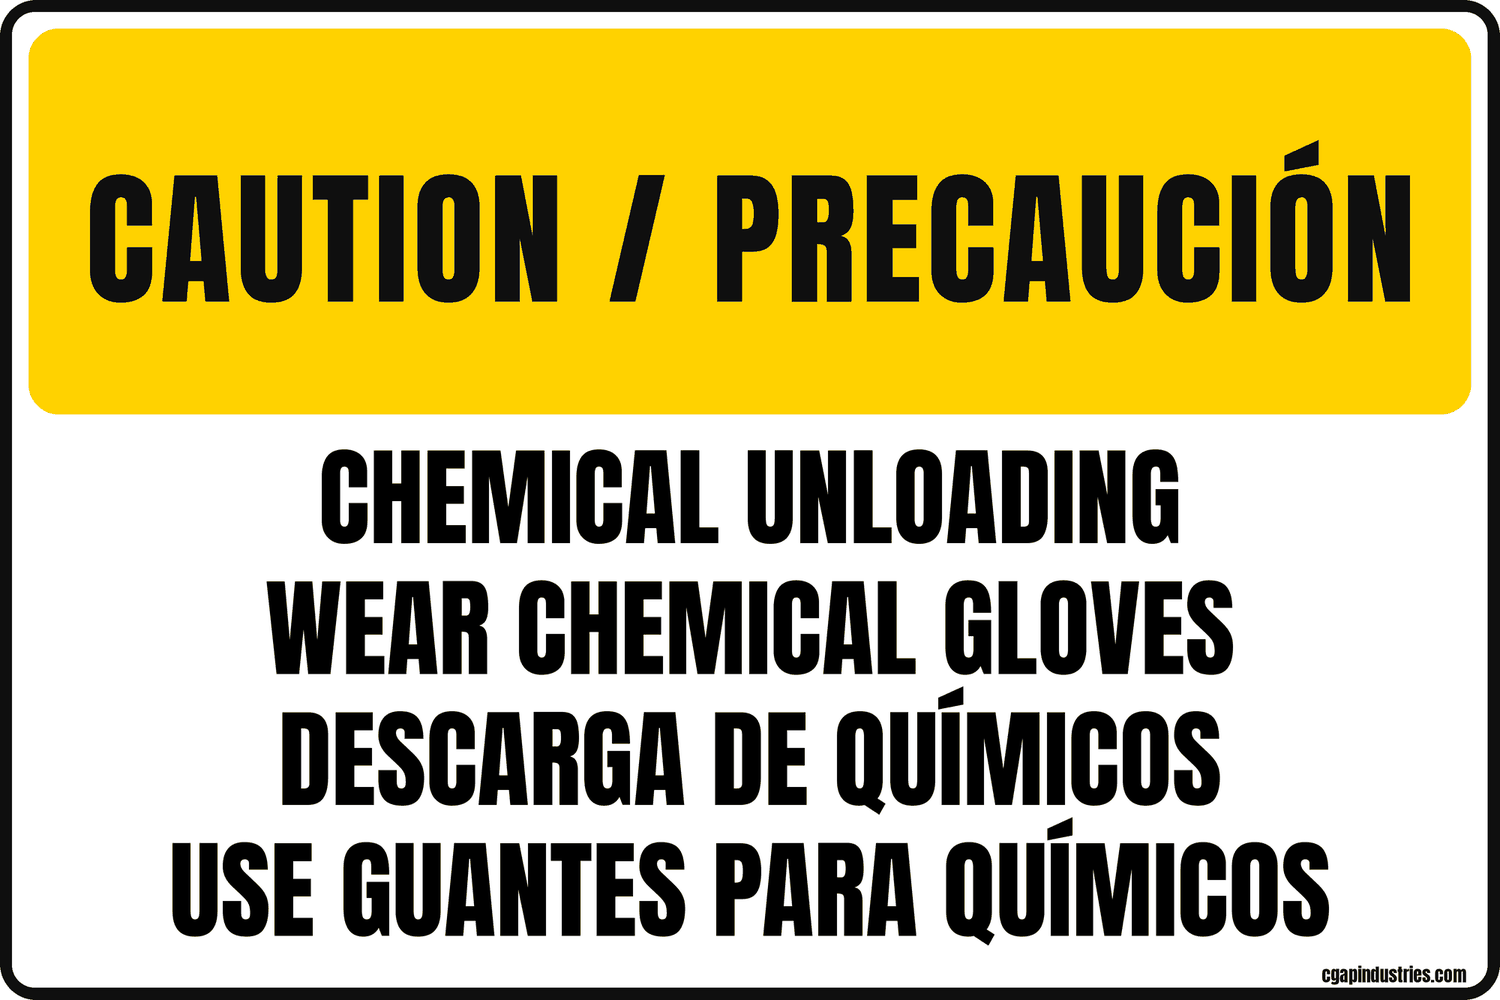 CAUTION / PRECAUCIÓN
CHEMICAL UNLOADING
WEAR CHEMICAL GLOVES
DESCARGA DE QUÍMICOS
USE GUANTES PARA QUÍMICOS
cgapindustries.com